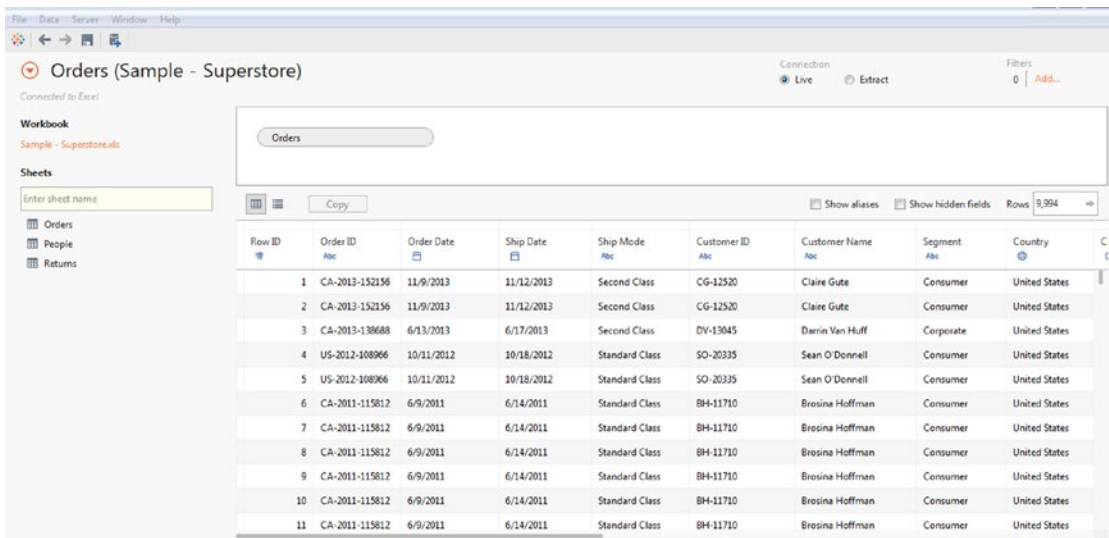 File Data Server Window Help
Orders (Sample - Superstore)
Connected to Excel
Connection
Live Extract
Filters
0 Add...
Workbook
Sample - Superstore.xls
Sheets
Enter sheet name
Orders
People
Returns
Orders
Copy
Show aliases Show hidden fields Rows 9,994
Row ID Order ID Order Date Ship Date Ship Mode Customer ID Customer Name Segment Country C
# Abc Abc Abc Abc Abc
1 CA-2013-152156 11/9/2013 11/12/2013 Second Class CG-12520 Claire Gute Consumer United States
2 CA-2013-152156 11/9/2013 11/12/2013 Second Class CG-12520 Claire Gute Consumer United States
3 CA-2013-138688 6/13/2013 6/17/2013 Second Class DV-13045 Darrin Van Huff Corporate United States
4 US-2012-108966 10/11/2012 10/18/2012 Standard Class SO-20335 Sean O'Donnell Consumer United States
5 US-2012-108966 10/11/2012 10/18/2012 Standard Class SO-20335 Sean O'Donnell Consumer United States
6 CA-2011-115812 6/9/2011 6/14/2011 Standard Class BH-11710 Brosina Hoffman Consumer United States
7 CA-2011-115812 6/9/2011 6/14/2011 Standard Class BH-11710 Brosina Hoffman Consumer United States
8 CA-2011-115812 6/9/2011 6/14/2011 Standard Class BH-11710 Brosina Hoffman Consumer United States
9 CA-2011-115812 6/9/2011 6/14/2011 Standard Class BH-11710 Brosina Hoffman Consumer United States
10 CA-2011-115812 6/9/2011 6/14/2011 Standard Class BH-11710 Brosina Hoffman Consumer United States
11 CA-2011-115812 6/9/2011 6/14/2011 Standard Class BH-11710 Brosina Hoffman Consumer United States